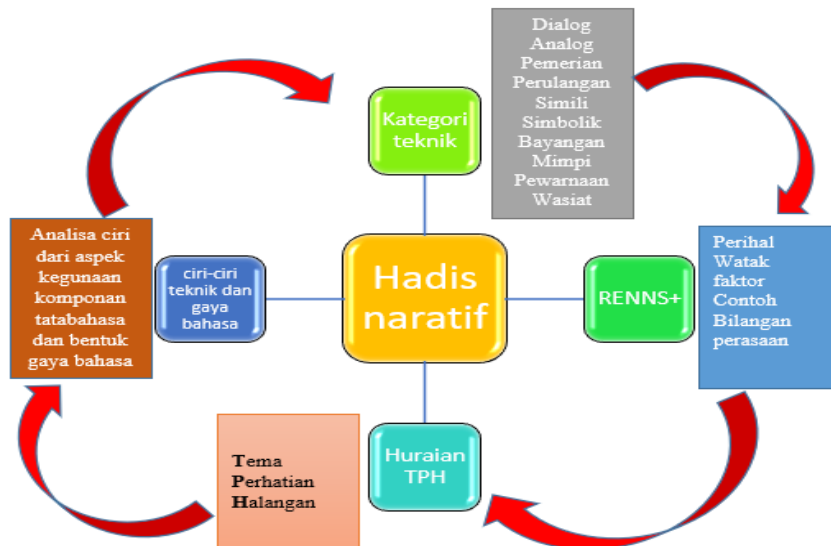 Dialog
Analog
Pemerian
Perulangan
Simili
Simbolik
Bayangan
Mimpi
Pewarnaan
Wasiat
Kategori
teknik
Analisa ciri
dari aspek
kegunaan
komponan
tatabahasa
dan bentuk
gaya bahasa
ciri-ciri
teknik dan
gaya
bahasa
Hadis
naratif
RENNS+
Perihal
Watak
faktor
Contoh
Bilangan
perasaan
Tema
Perhatian
Halangan
Huraian
TPH